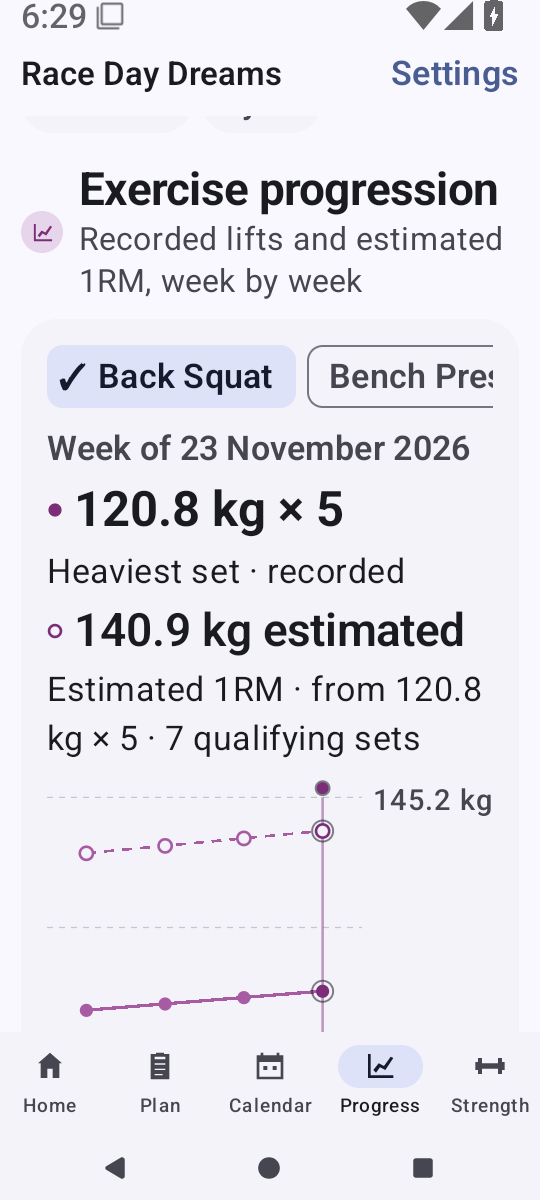 6:29
Race Day Dreams
Settings
Exercise progression
Recorded lifts and estimated
1RM, week by week
✓ Back Squat
Bench Pres
Week of 23 November 2026
120.8 kg × 5
Heaviest set · recorded
140.9 kg estimated
Estimated 1RM · from 120.8
kg × 5 · 7 qualifying sets
145.2 kg
Home
Plan
Calendar
Progress
Strength